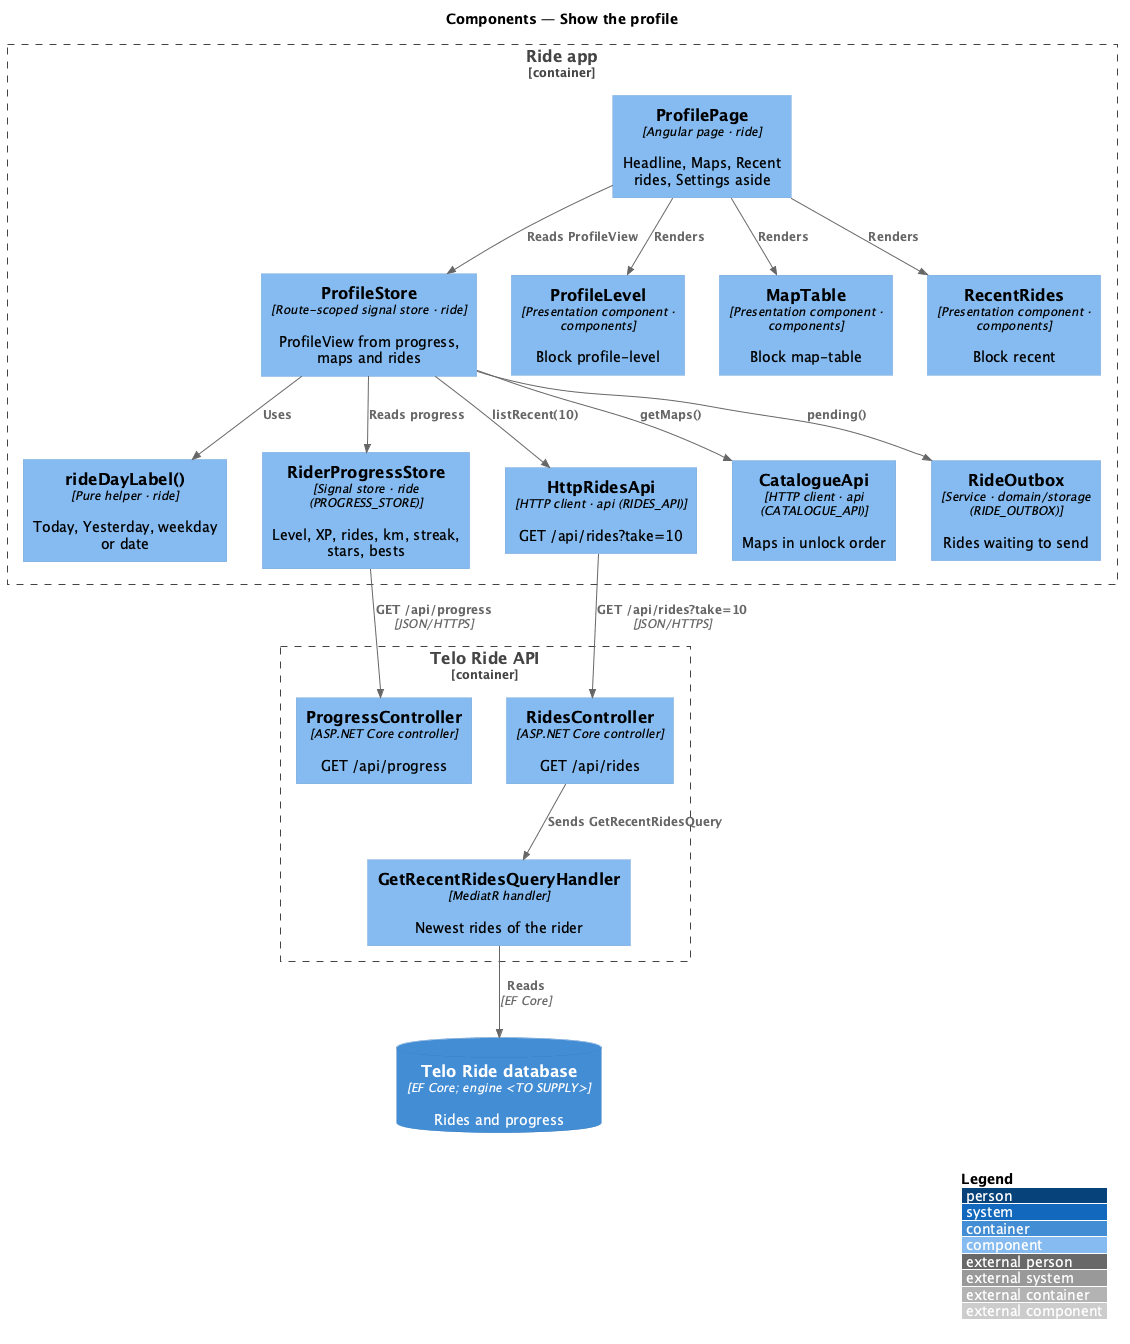 Components — Show the profile
Ride app
[container]
ProfilePage
[Angular page · ride]
Headline, Maps, Recent
rides, Settings aside
Reads ProfileView
Renders
Renders
Renders
ProfileStore
[Route-scoped signal store · ride]
ProfileView from progress,
maps and rides
ProfileLevel
[Presentation component ·
components]
Block profile-level
MapTable
[Presentation component ·
components]
Block map-table
RecentRides
[Presentation component ·
components]
Block recent
Uses
Reads progress
listRecent(10)
getMaps()
pending()
rideDayLabel()
[Pure helper · ride]
Today, Yesterday, weekday
or date
RiderProgressStore
[Signal store · ride
(PROGRESS_STORE)]
Level, XP, rides, km, streak,
stars, bests
HttpRidesApi
[HTTP client · api (RIDES_API)]
GET /api/rides?take=10
CatalogueApi
[HTTP client · api
(CATALOGUE_API)]
Maps in unlock order
RideOutbox
[Service · domain/storage
(RIDE_OUTBOX)]
Rides waiting to send
GET /api/progress
[JSON/HTTPS]
GET /api/rides?take=10
[JSON/HTTPS]
Telo Ride API
[container]
ProgressController
[ASP.NET Core controller]
GET /api/progress
RidesController
[ASP.NET Core controller]
GET /api/rides
Sends GetRecentRidesQuery
GetRecentRidesQueryHandler
[MediatR handler]
Newest rides of the rider
Reads
[EF Core]
Telo Ride database
[EF Core; engine <TO SUPPLY>]
Rides and progress
Legend
person
system
container
component
external person
external system
external container
external component